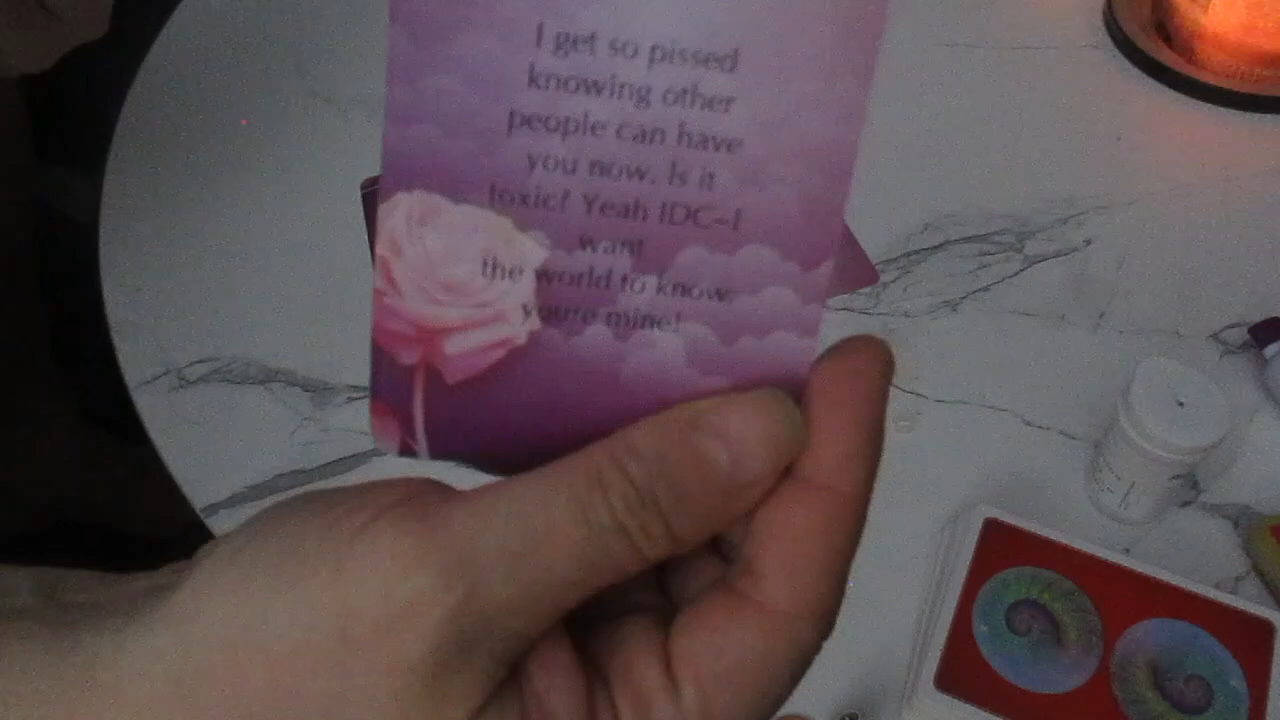 I get so pissed
knowing other
people can have
you now. Is it
toxic? Yeah IDC–I
want
the world to know.
you're mine!